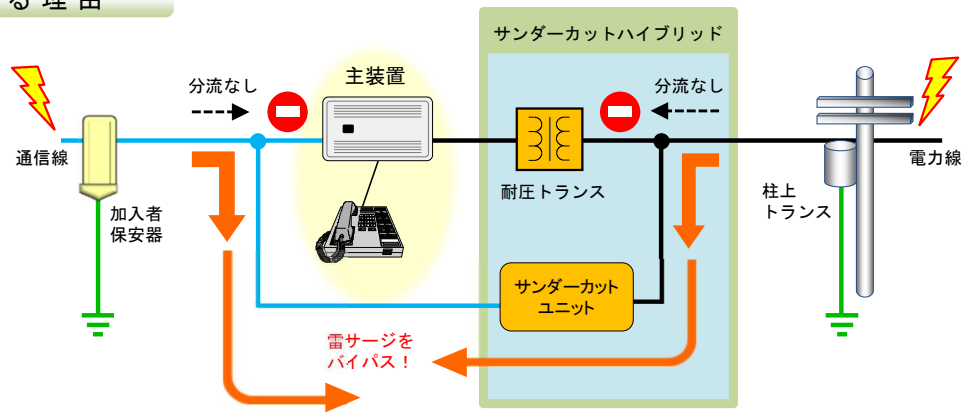 る理由
サンダーカットハイブリッド
分流なし
主装置
分流なし
通信線
電力線
耐圧トランス
柱上
トランス
加入者
保安器
サンダーカット
ユニット
雷サージを
バイパス！